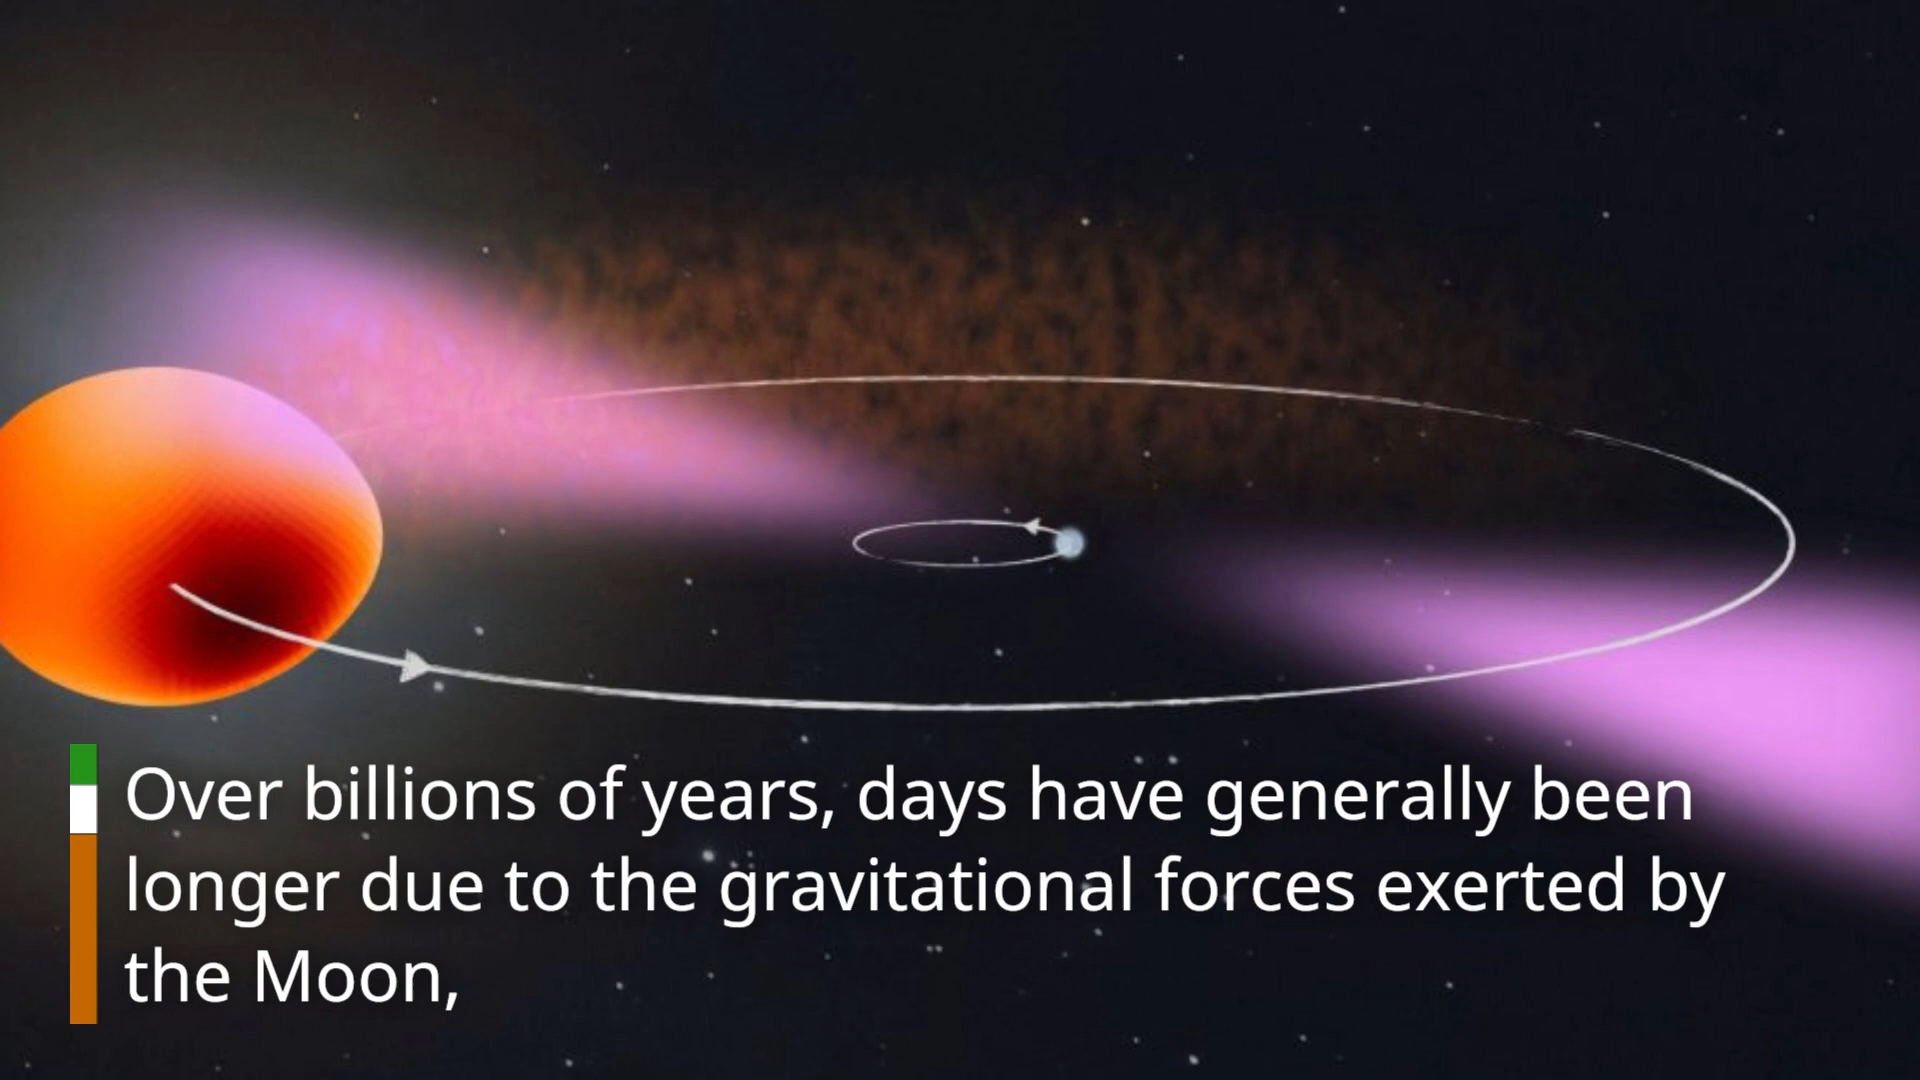 Over billions of years, days have generally been
longer due to the gravitational forces exerted by
the Moon,